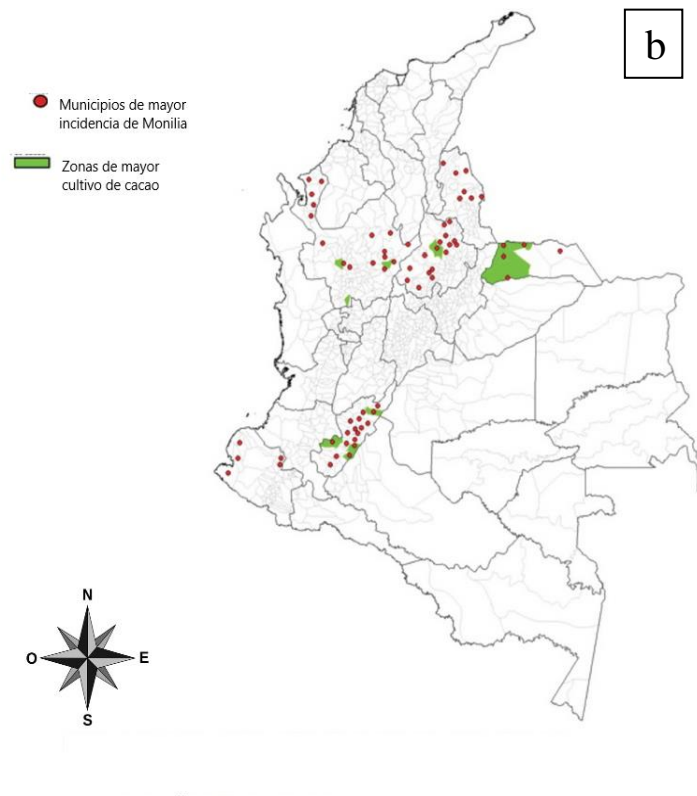 b
Municipios de mayor
incidencia de Monilia
Zonas de mayor
cultivo de cacao
N
O
E
S